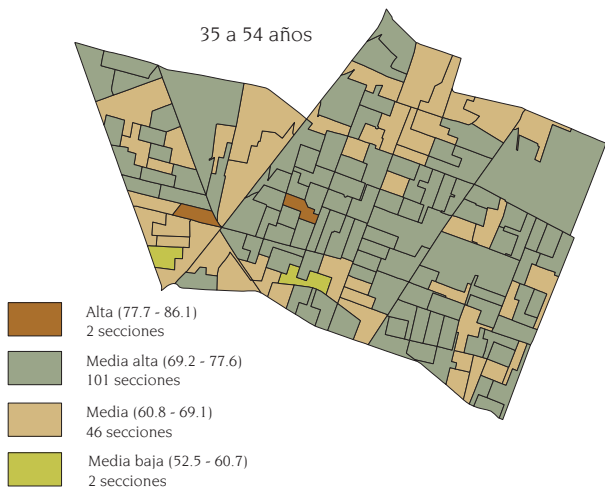 35 a 54 años
Alta (77.7 - 86.1)
2 secciones
Media alta (69.2 - 77.6)
101 secciones
Media (60.8 - 69.1)
46 secciones
Media baja (52.5 - 60.7)
2 secciones